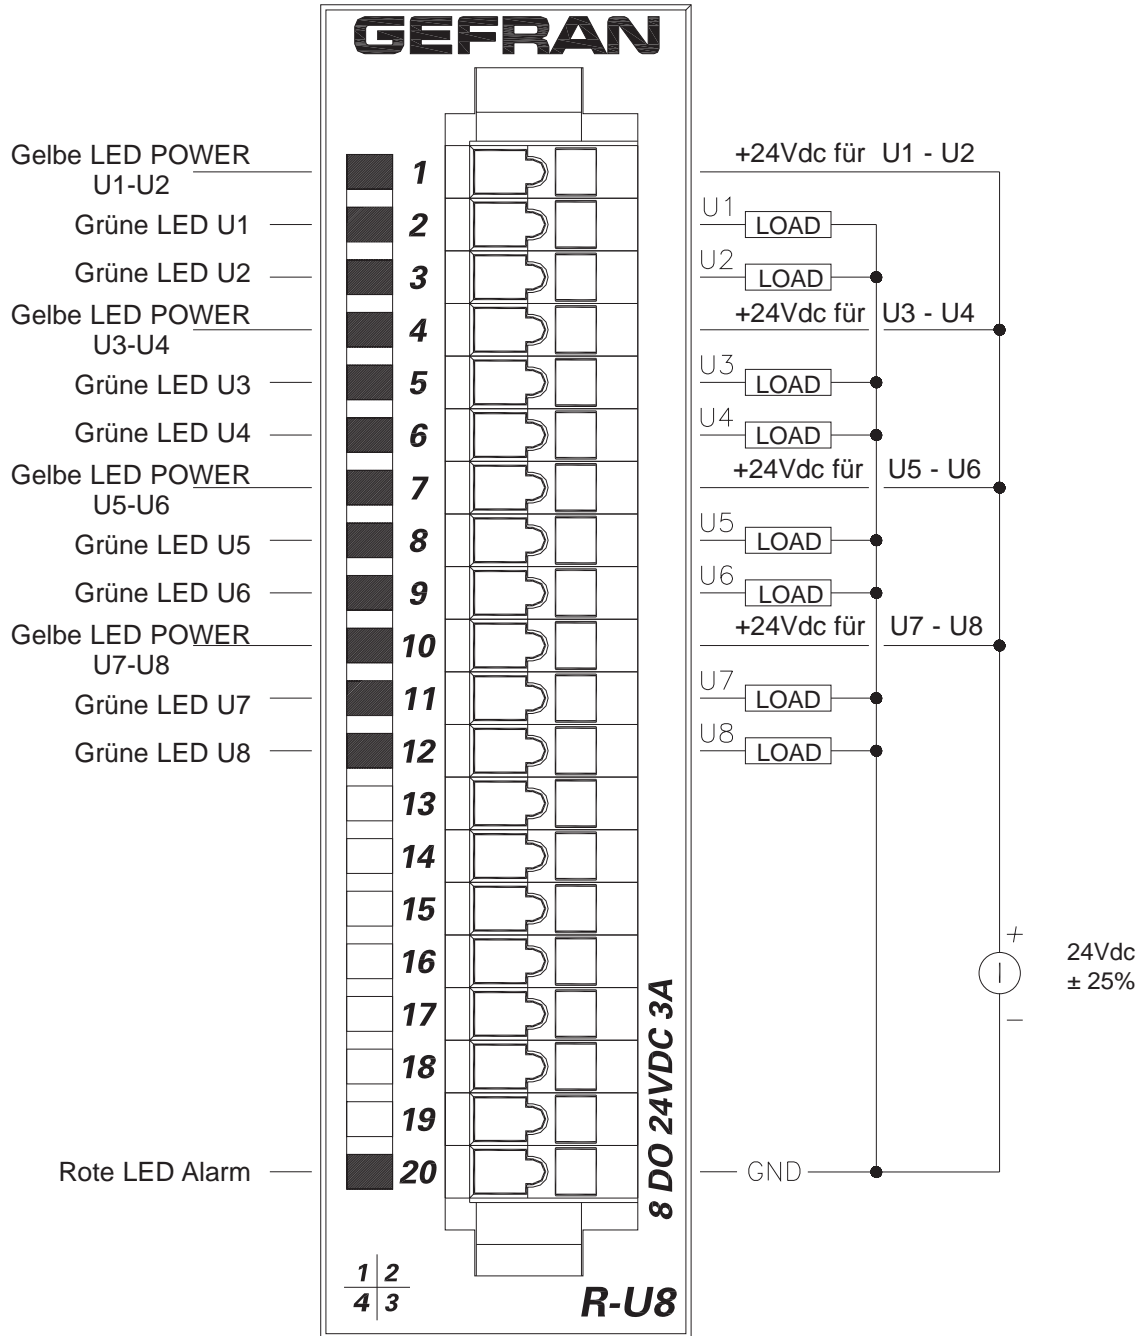 GEFRAN
Gelbe LED POWER
U1-U2
1
+24Vdc für U1 - U2
Grüne LED U1
2
U1
LOAD
Grüne LED U2
3
U2
LOAD
Gelbe LED POWER
U3-U4
4
+24Vdc für U3 - U4
Grüne LED U3
5
U3
LOAD
Grüne LED U4
6
U4
LOAD
Gelbe LED POWER
U5-U6
7
+24Vdc für U5 - U6
Grüne LED U5
8
U5
LOAD
Grüne LED U6
9
U6
LOAD
Gelbe LED POWER
U7-U8
10
+24Vdc für U7 - U8
Grüne LED U7
11
U7
LOAD
Grüne LED U8
12
U8
LOAD
13
14
15
16
17
18
19
+
24Vdc
± 25%
−
8 DO 24VDC 3A
Rote LED Alarm
20
GND
1 2
4 3
R-U8